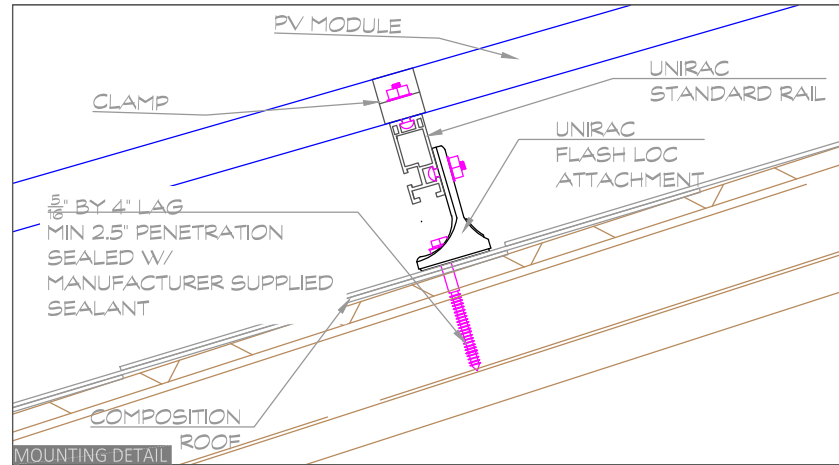 PV MODULE
CLAMP
UNIRAC
STANDARD RAIL
UNIRAC
FLASH LOC
ATTACHMENT
5/16" BY 4" LAG
MIN 2.5" PENETRATION
SEALED W/
MANUFACTURER SUPPLIED
SEALANT
COMPOSITION
ROOF
MOUNTING DETAIL